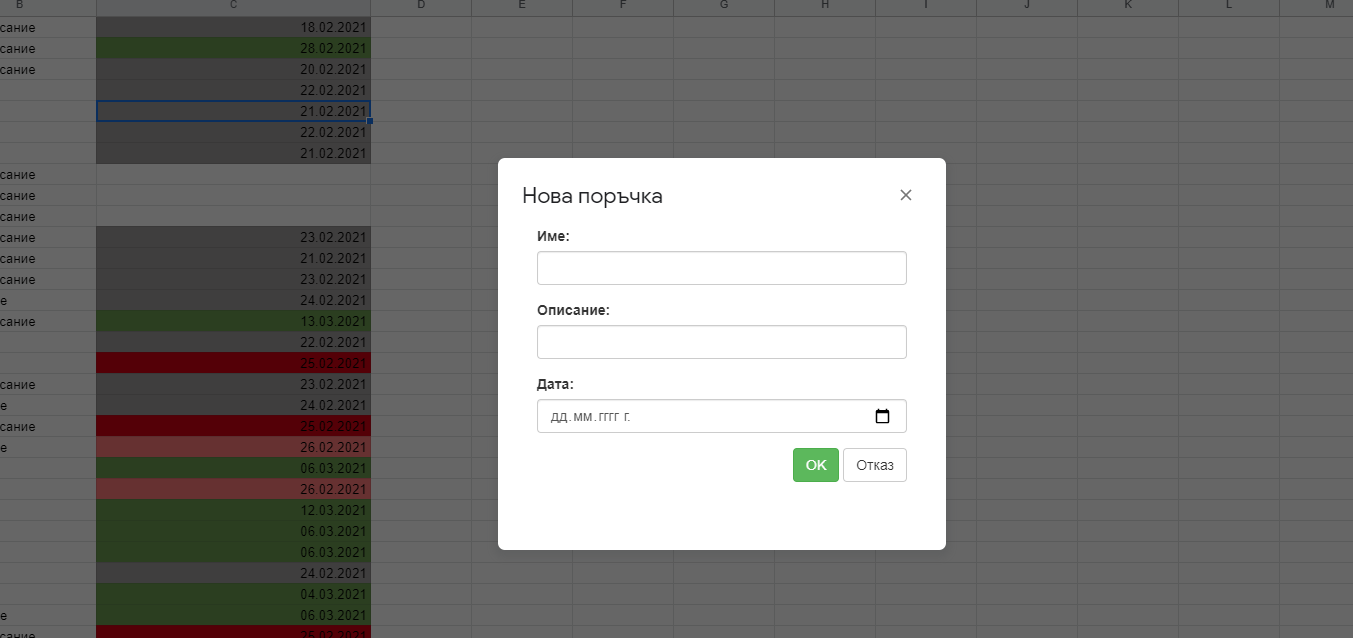 B C D E F G H I J K L M
сание 18.02.2021
сание 28.02.2021
сание 20.02.2021
22.02.2021
21.02.2021
22.02.2021
21.02.2021
сание
сание
сание
сание 23.02.2021
сание 21.02.2021
сание 23.02.2021
е 24.02.2021
сание 13.03.2021
22.02.2021
25.02.2021
сание 23.02.2021
е 24.02.2021
сание 25.02.2021
е 26.02.2021
06.03.2021
26.02.2021
12.03.2021
06.03.2021
06.03.2021
24.02.2021
04.03.2021
е 06.03.2021
сание 25.02.2021
Нова поръчка ×
Име:
Описание:
Дата:
дд.мм.гггг г.
OK Отказ